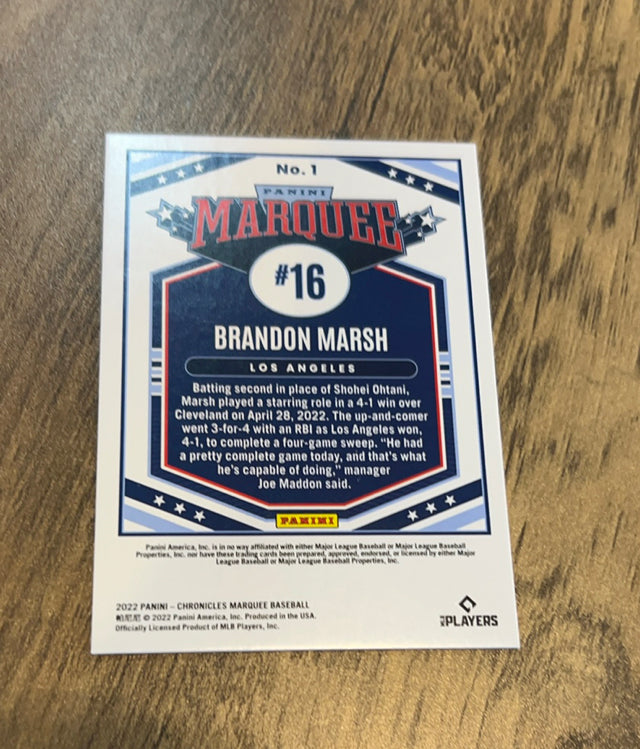 No. 1
PANINI
MARQUEE
#16
BRANDON MARSH
LOS ANGELES
Batting second in place of Shohei Ohtani,
Marsh played a starring role in a 4-1 win over
Cleveland on April 28, 2022. The up-and-comer
went 3-for-4 with an RBI as Los Angeles won,
4-1, to complete a four-game sweep. “He had
a pretty complete game today, and that’s what
he’s capable of doing,” manager
Joe Maddon said.
PANINI
Panini America, Inc. is in no way affiliated with either Major League Baseball or Major League Baseball
Properties, Inc. nor have these trading cards been prepared, approved, endorsed, or licensed by either Major
League Baseball or Major League Baseball Properties, Inc.
2022 PANINI – CHRONICLES MARQUEE BASEBALL
© 2022 Panini America, Inc. Produced in the USA.
Officially Licensed Product of MLB Players, Inc.
PLAYERS